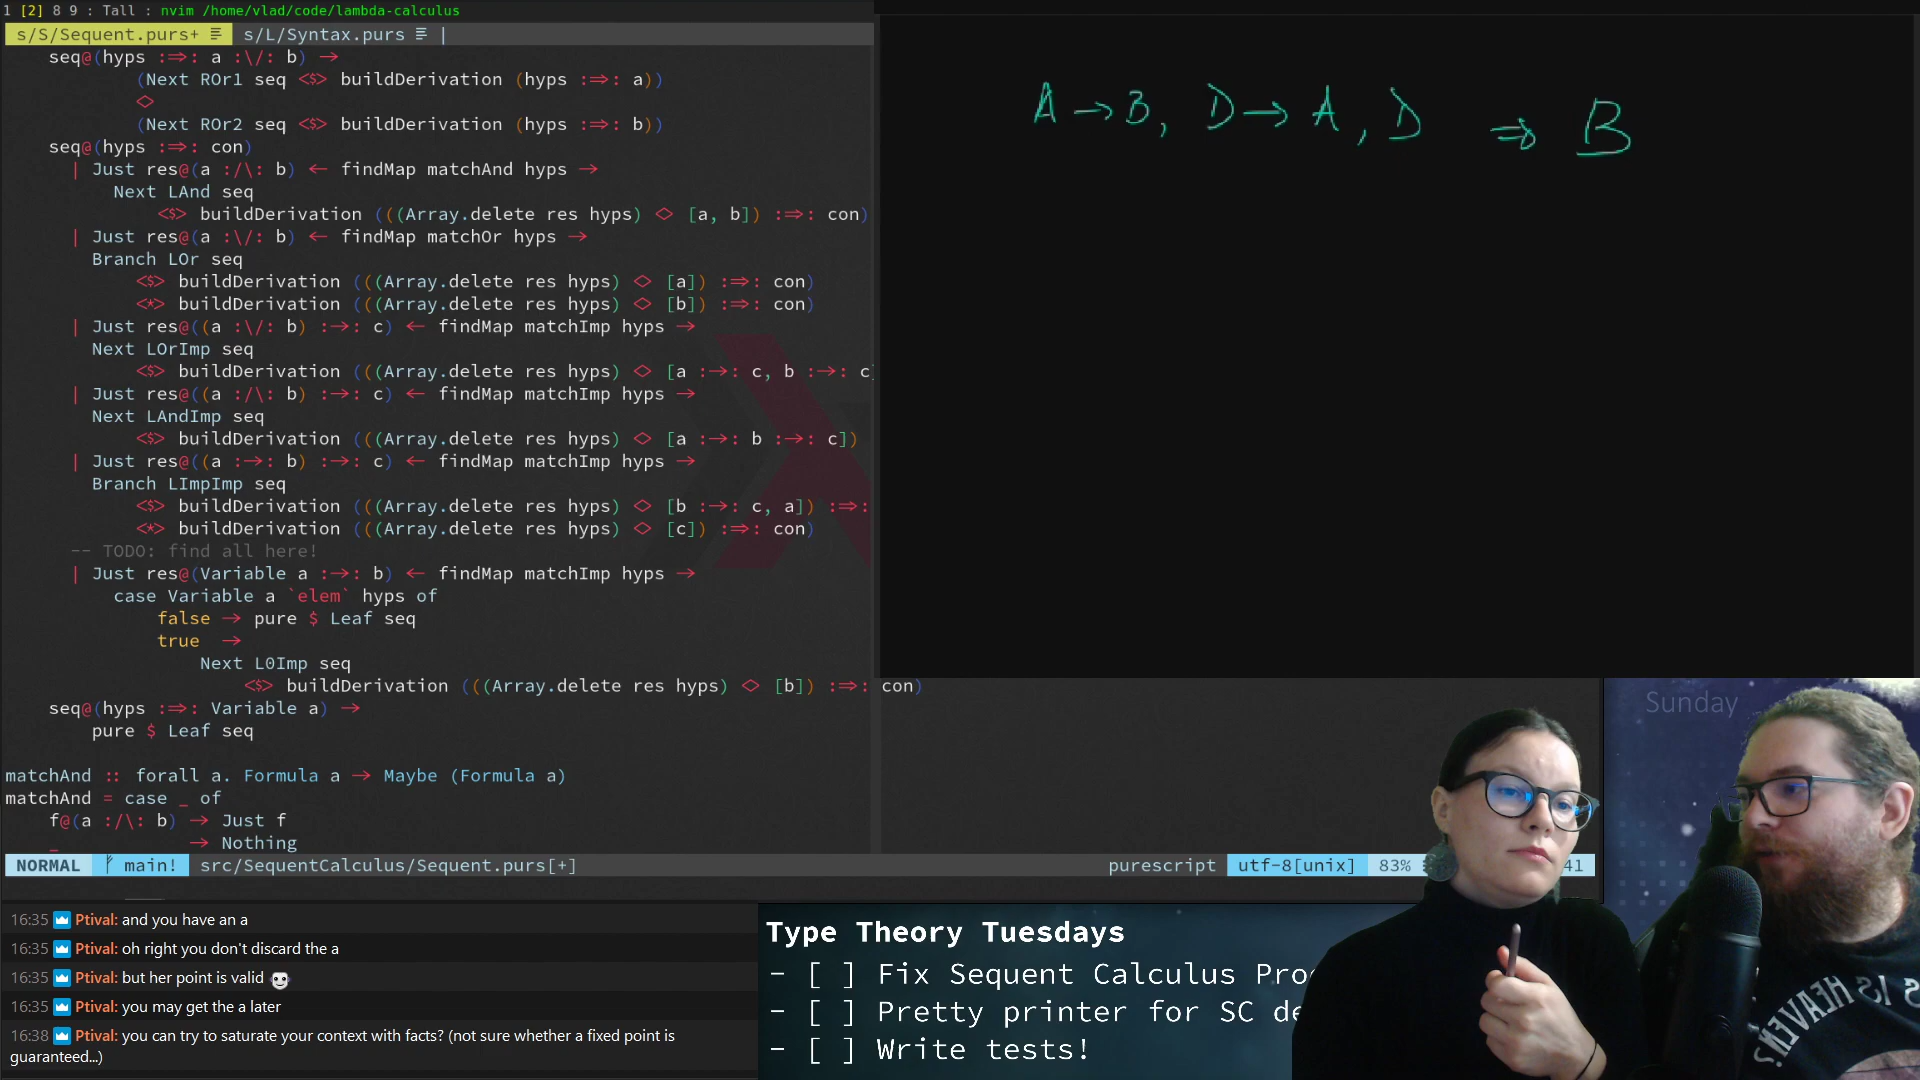 1 [2] 8 9 : Tall : nvim /home/vlad/code/lambda-calculus
s/S/Sequent.purs+ s/L/Syntax.purs |
seq@(hyps :⇒: a :\/: b) →
(Next ROr1 seq <$> buildDerivation (hyps :⇒: a))
<>
(Next ROr2 seq <$> buildDerivation (hyps :⇒: b))
seq@(hyps :⇒: con)
| Just res@(a :/\: b) ← findMap matchAnd hyps →
Next LAnd seq
<$> buildDerivation (((Array.delete res hyps) <> [a, b]) :⇒: con)
| Just res@(a :\/: b) ← findMap matchOr hyps →
Branch LOr seq
<$> buildDerivation (((Array.delete res hyps) <> [a]) :⇒: con)
<*> buildDerivation (((Array.delete res hyps) <> [b]) :⇒: con)
| Just res@((a :\/: b) :→: c) ← findMap matchImp hyps →
Next LOrImp seq
<$> buildDerivation (((Array.delete res hyps) <> [a :→: c, b :→: c]
| Just res@((a :/\: b) :→: c) ← findMap matchImp hyps →
Next LAndImp seq
<$> buildDerivation (((Array.delete res hyps) <> [a :→: b :→: c])
| Just res@((a :→: b) :→: c) ← findMap matchImp hyps →
Branch LImpImp seq
<$> buildDerivation (((Array.delete res hyps) <> [b :→: c, a]) :⇒:
<*> buildDerivation (((Array.delete res hyps) <> [c]) :⇒: con)
-- TODO: find all here!
| Just res@(Variable a :→: b) ← findMap matchImp hyps →
case Variable a `elem` hyps of
false → pure $ Leaf seq
true →
Next L0Imp seq
<$> buildDerivation (((Array.delete res hyps) <> [b]) :⇒: con)
seq@(hyps :⇒: Variable a) →
pure $ Leaf seq
matchAnd :: forall a. Formula a → Maybe (Formula a)
matchAnd = case _ of
f@(a :/\: b) → Just f
_ → Nothing
NORMAL main! src/SequentCalculus/Sequent.purs[+] purescript utf-8[unix] 83% 41
A → B, D → A, D ⇒ B
Sunday
16:35 Ptival: and you have an a
16:35 Ptival: oh right you don't discard the a
16:35 Ptival: but her point is valid
16:35 Ptival: you may get the a later
16:38 Ptival: you can try to saturate your context with facts? (not sure whether a fixed point is
guaranteed...)
Type Theory Tuesdays
- [ ] Fix Sequent Calculus
- [ ] Pretty printer for SC
- [ ] Write tests!
HEAVEN?